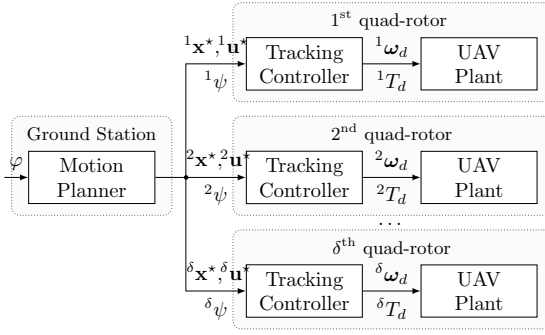 1st quad-rotor
¹x⋆,¹u⋆
¹ψ
Tracking
Controller
¹ω_d
¹T_d
UAV
Plant
Ground Station
φ
Motion
Planner
2nd quad-rotor
²x⋆,²u⋆
²ψ
Tracking
Controller
²ω_d
²T_d
UAV
Plant
...
δth quad-rotor
ᵟx⋆,ᵟu⋆
ᵟψ
Tracking
Controller
ᵟω_d
ᵟT_d
UAV
Plant